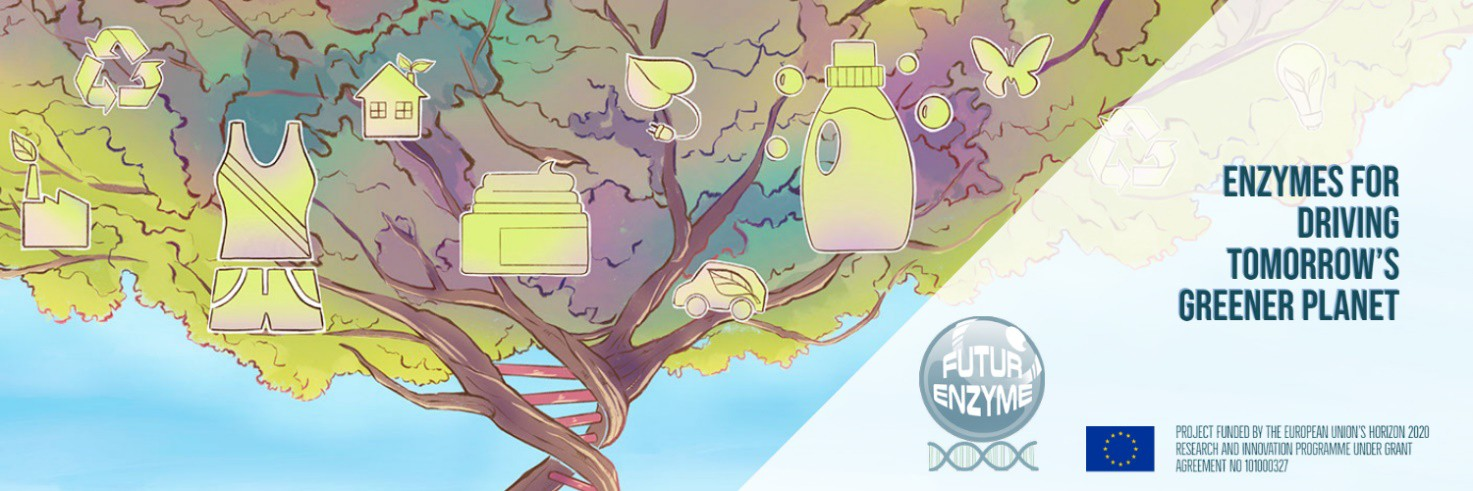 ENZYMES FOR
DRIVING
TOMORROW'S
GREENER PLANET
FUTUR
ENZYME
PROJECT FUNDED BY THE EUROPEAN UNION'S HORIZON 2020
RESEARCH AND INNOVATION PROGRAMME UNDER GRANT
AGREEMENT NO 101000327